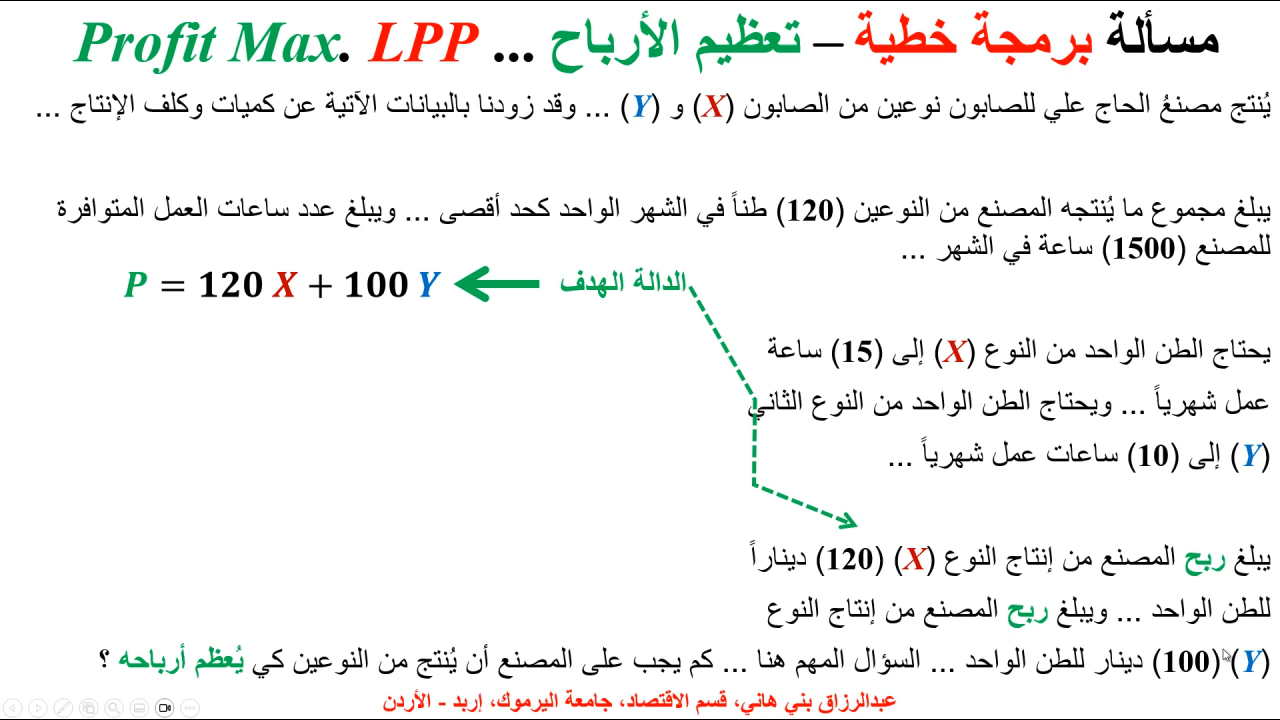 مسألة برمجة خطية – تعظيم الأرباح ... Profit Max. LPP
يُنتج مصنعُ الحاج علي للصابون نوعين من الصابون (X) و (Y) ... وقد زودنا بالبيانات الآتية عن كميات وكلف الإنتاج ...
يبلغ مجموع ما يُنتجه المصنع من النوعين (120) طناً في الشهر الواحد كحد أقصى ... ويبلغ عدد ساعات العمل المتوافرة
للمصنع (1500) ساعة في الشهر ...
الدالة الهدف
P = 120 X + 100 Y
يحتاج الطن الواحد من النوع (X) إلى (15) ساعة
عمل شهرياً ... ويحتاج الطن الواحد من النوع الثاني
(Y) إلى (10) ساعات عمل شهرياً ...
يبلغ ربح المصنع من إنتاج النوع (X) (120) ديناراً
للطن الواحد ... ويبلغ ربح المصنع من إنتاج النوع
(Y) (100) دينار للطن الواحد ... السؤال المهم هنا ... كم يجب على المصنع أن يُنتج من النوعين كي يُعظم أرباحه ؟
عبدالرزاق بني هاني، قسم الاقتصاد، جامعة اليرموك، إربد - الأردن